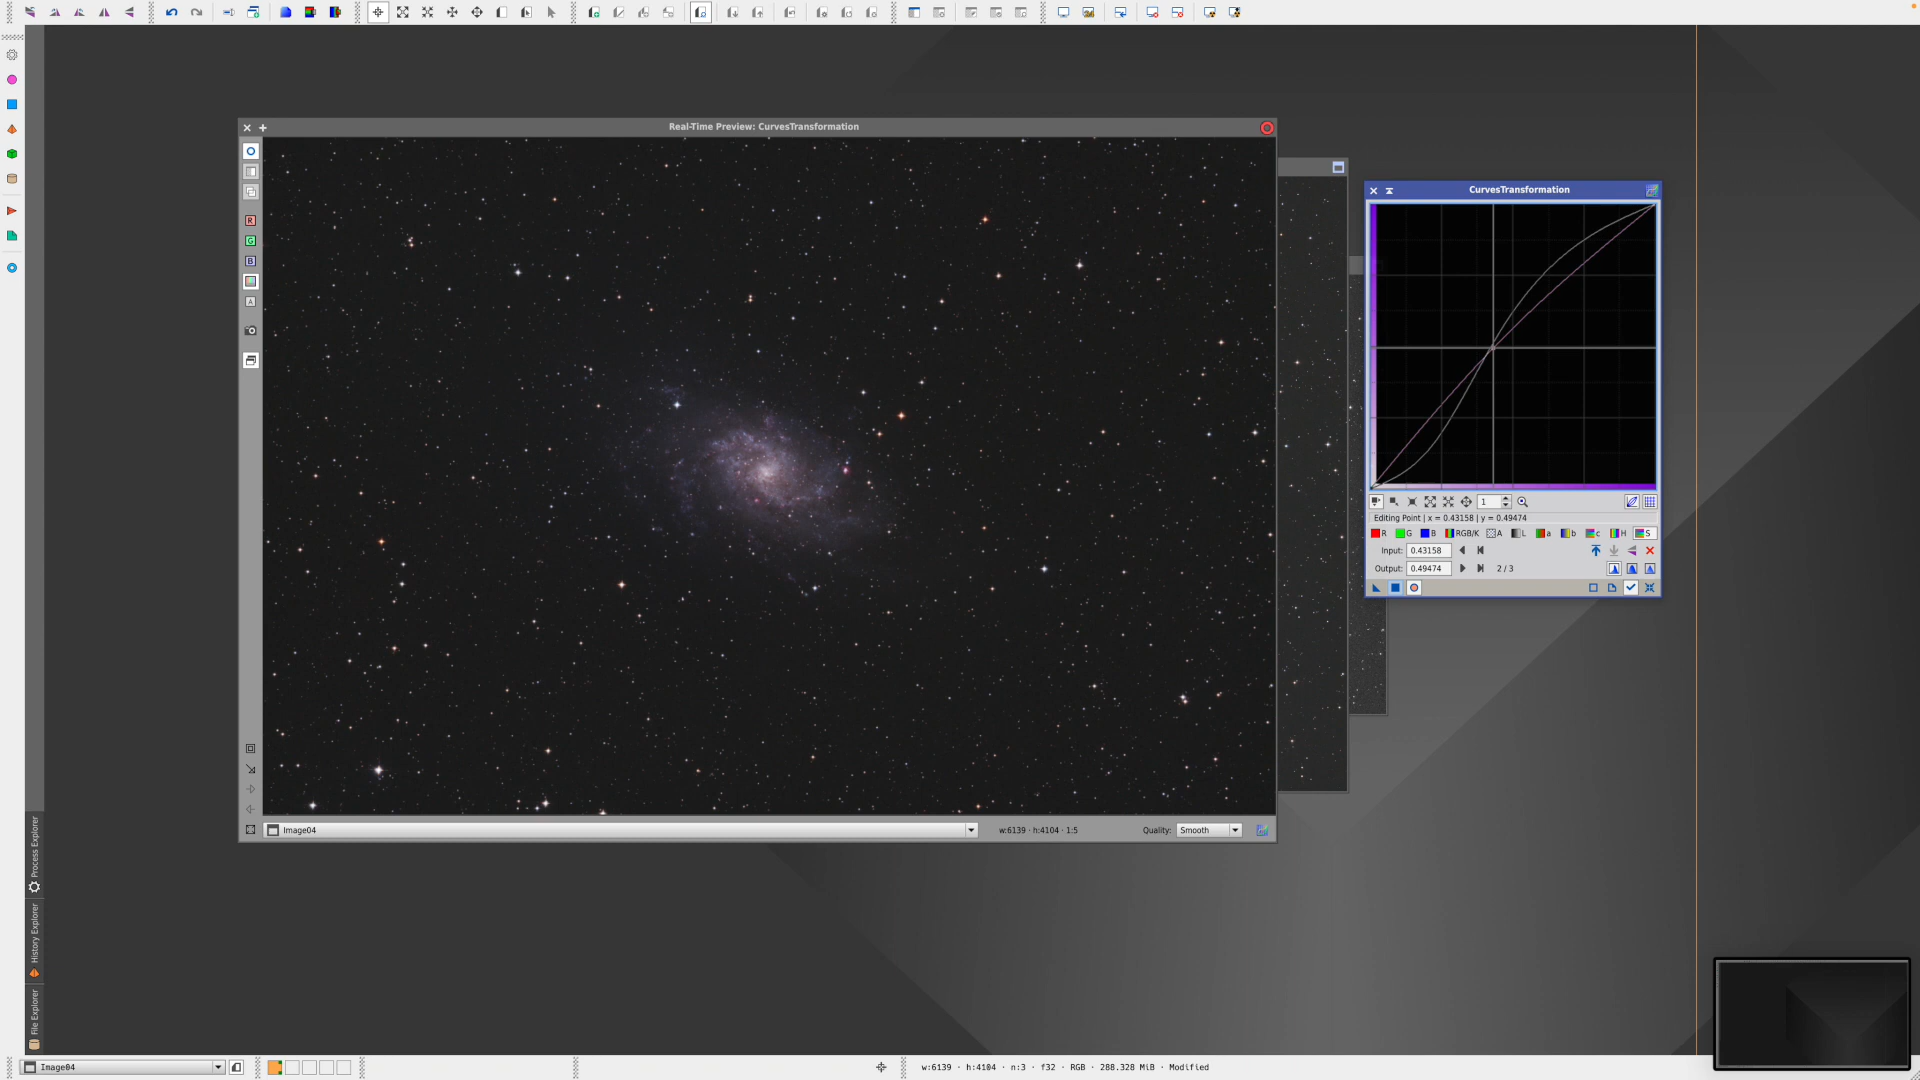 Real-Time Preview: CurvesTransformation
CurvesTransformation
R
G
B
A
Editing Point | x = 0.43158 | y = 0.49474
R G B RGB/K A L a b c H S
Input: 0.43158
Output: 0.49474 2 / 3
1
Image04 w:6139 · h:4104 · 1:5 Quality: Smooth
Process Explorer
History Explorer
File Explorer
Image04 w:6139 · h:4104 · n:3 · f32 · RGB · 288.328 MiB · Modified